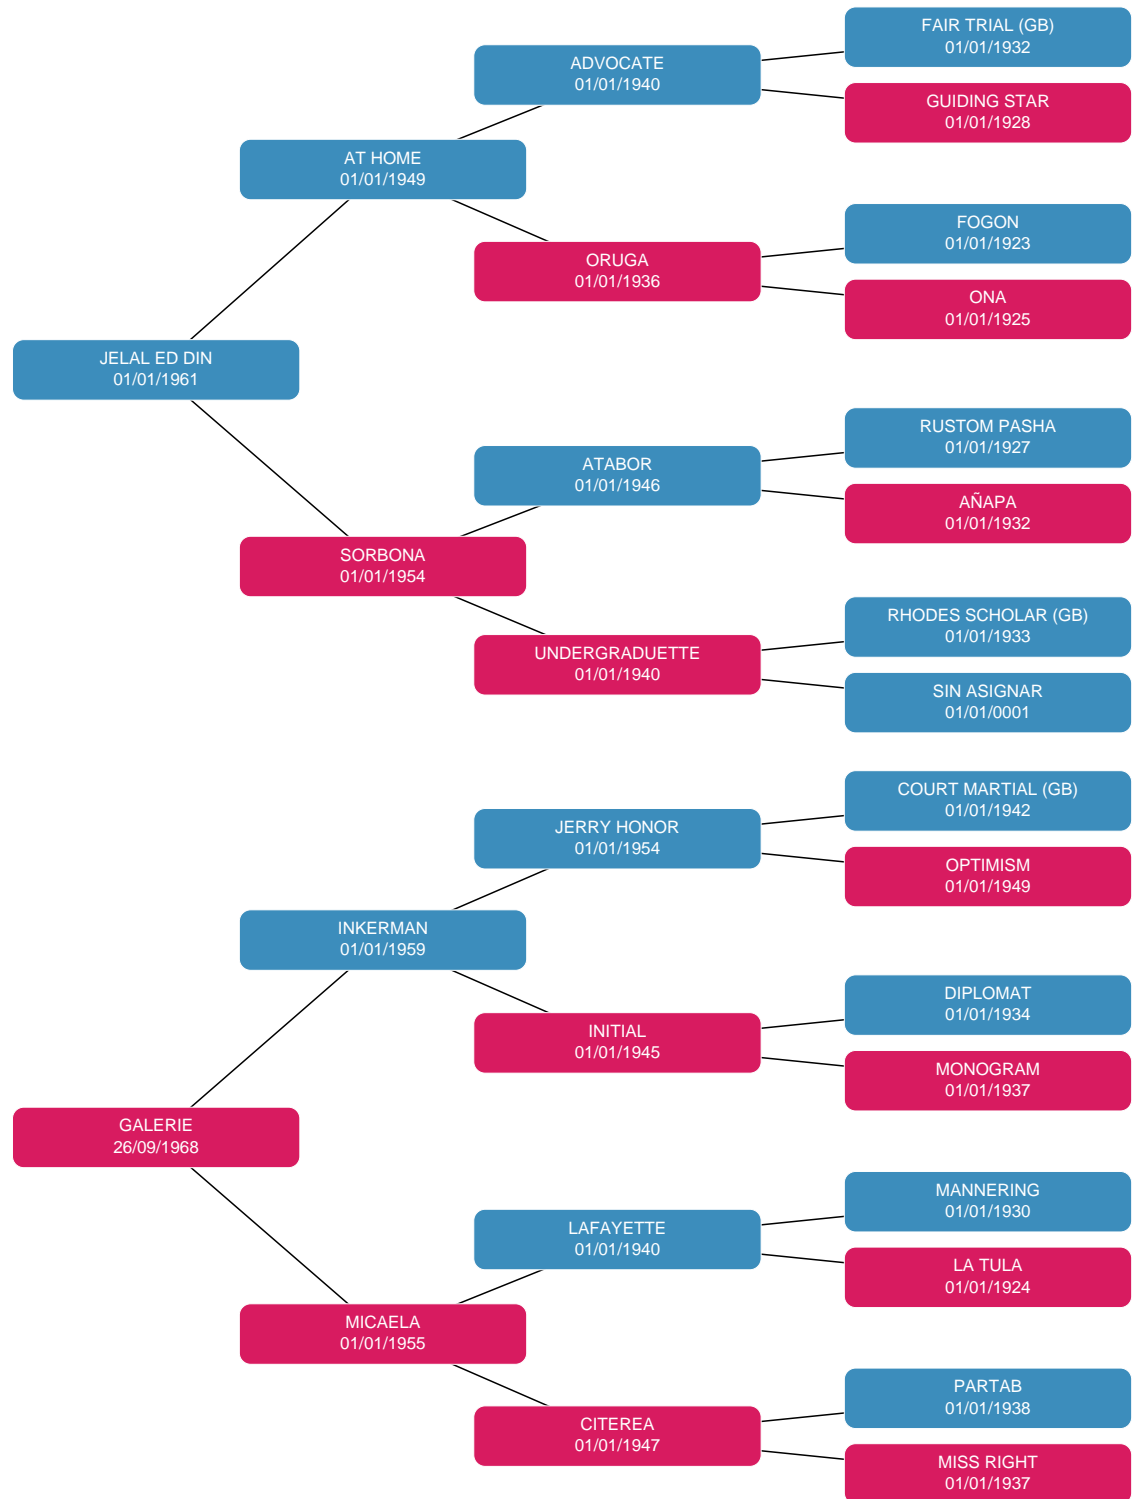 FAIR TRIAL (GB)
01/01/1932
ADVOCATE
01/01/1940
GUIDING STAR
01/01/1928
AT HOME
01/01/1949
FOGON
01/01/1923
ORUGA
01/01/1936
ONA
01/01/1925
JELAL ED DIN
01/01/1961
RUSTOM PASHA
01/01/1927
ATABOR
01/01/1946
AÑAPA
01/01/1932
SORBONA
01/01/1954
RHODES SCHOLAR (GB)
01/01/1933
UNDERGRADUETTE
01/01/1940
SIN ASIGNAR
01/01/0001
COURT MARTIAL (GB)
01/01/1942
JERRY HONOR
01/01/1954
OPTIMISM
01/01/1949
INKERMAN
01/01/1959
DIPLOMAT
01/01/1934
INITIAL
01/01/1945
MONOGRAM
01/01/1937
GALERIE
26/09/1968
MANNERING
01/01/1930
LAFAYETTE
01/01/1940
LA TULA
01/01/1924
MICAELA
01/01/1955
PARTAB
01/01/1938
CITEREA
01/01/1947
MISS RIGHT
01/01/1937